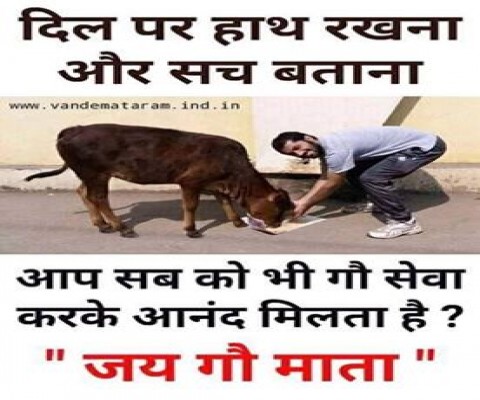 दिल पर हाथ रखना
और सच बताना
www.vandemataram.ind.in
आप सब को भी गौ सेवा
करके आनंद मिलता है ?
" जय गौ माता "